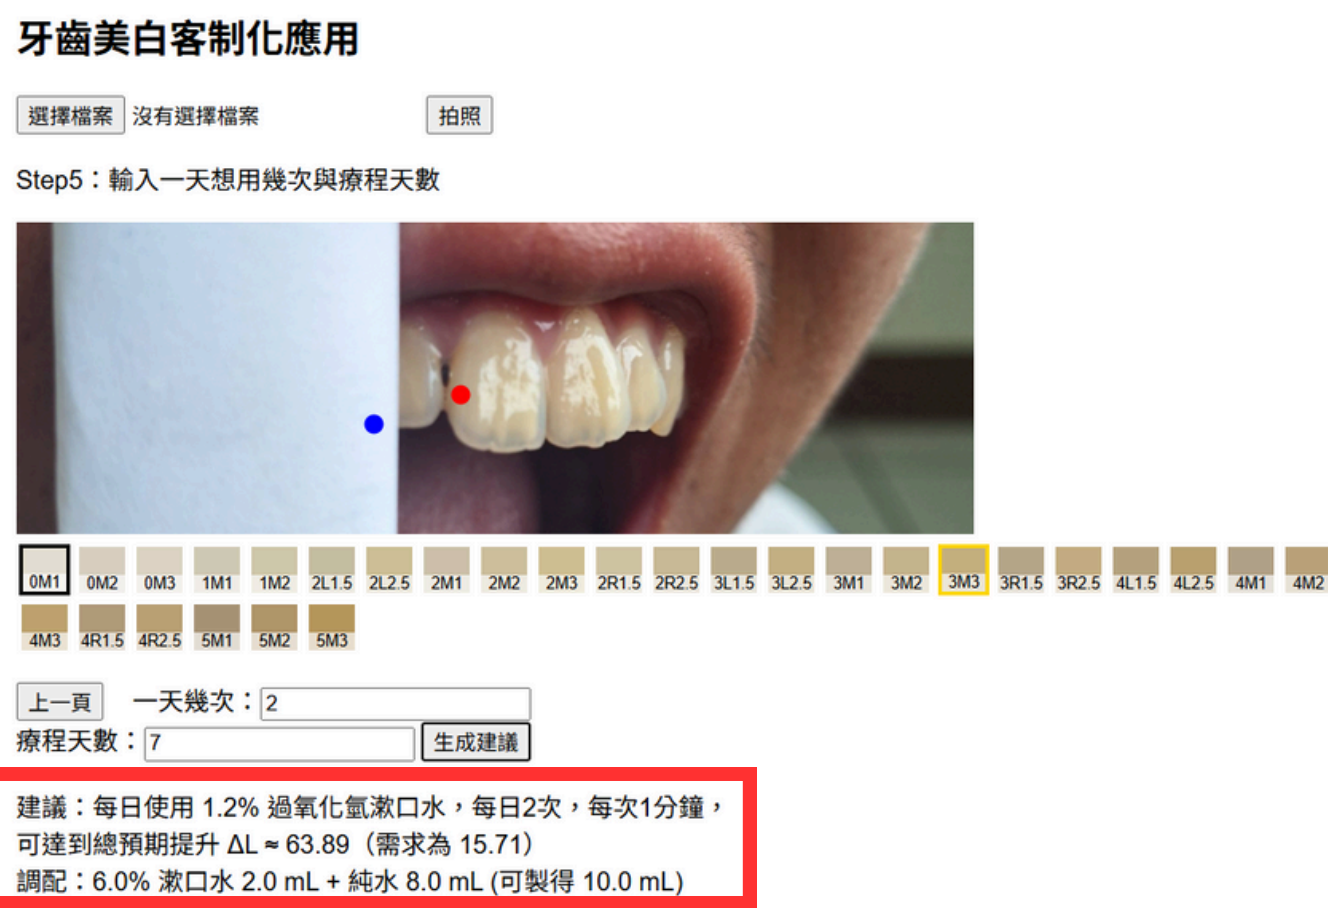 牙齒美白客制化應用
選擇檔案 沒有選擇檔案 拍照
Step5：輸入一天想用幾次與療程天數
0M1 0M2 0M3 1M1 1M2 2L1.5 2L2.5 2M1 2M2 2M3 2R1.5 2R2.5 3L1.5 3L2.5 3M1 3M2 3M3 3R1.5 3R2.5 4L1.5 4L2.5 4M1 4M2
4M3 4R1.5 4R2.5 5M1 5M2 5M3
上一頁 一天幾次：2
療程天數：7 生成建議
建議：每日使用 1.2% 過氧化氫漱口水，每日2次，每次1分鐘，
可達到總預期提升 ΔL ≈ 63.89（需求為 15.71）
調配：6.0% 漱口水 2.0 mL + 純水 8.0 mL (可製得 10.0 mL)